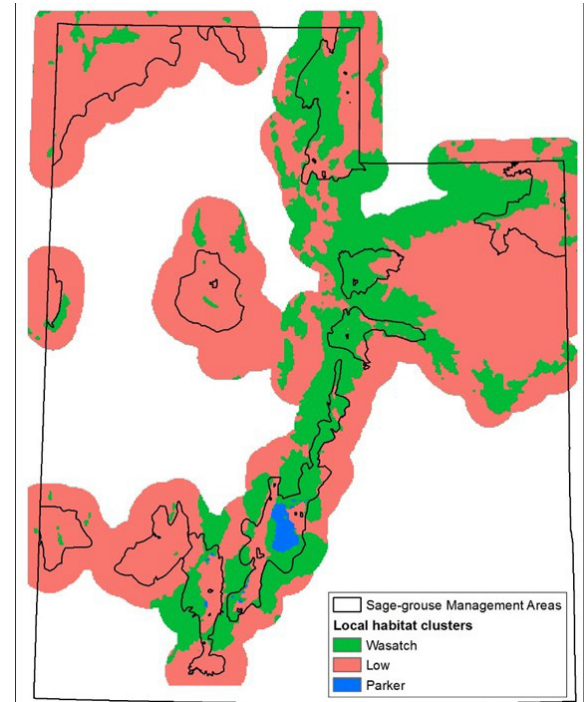 Sage-grouse Management Areas
Local habitat clusters
Wasatch
Low
Parker